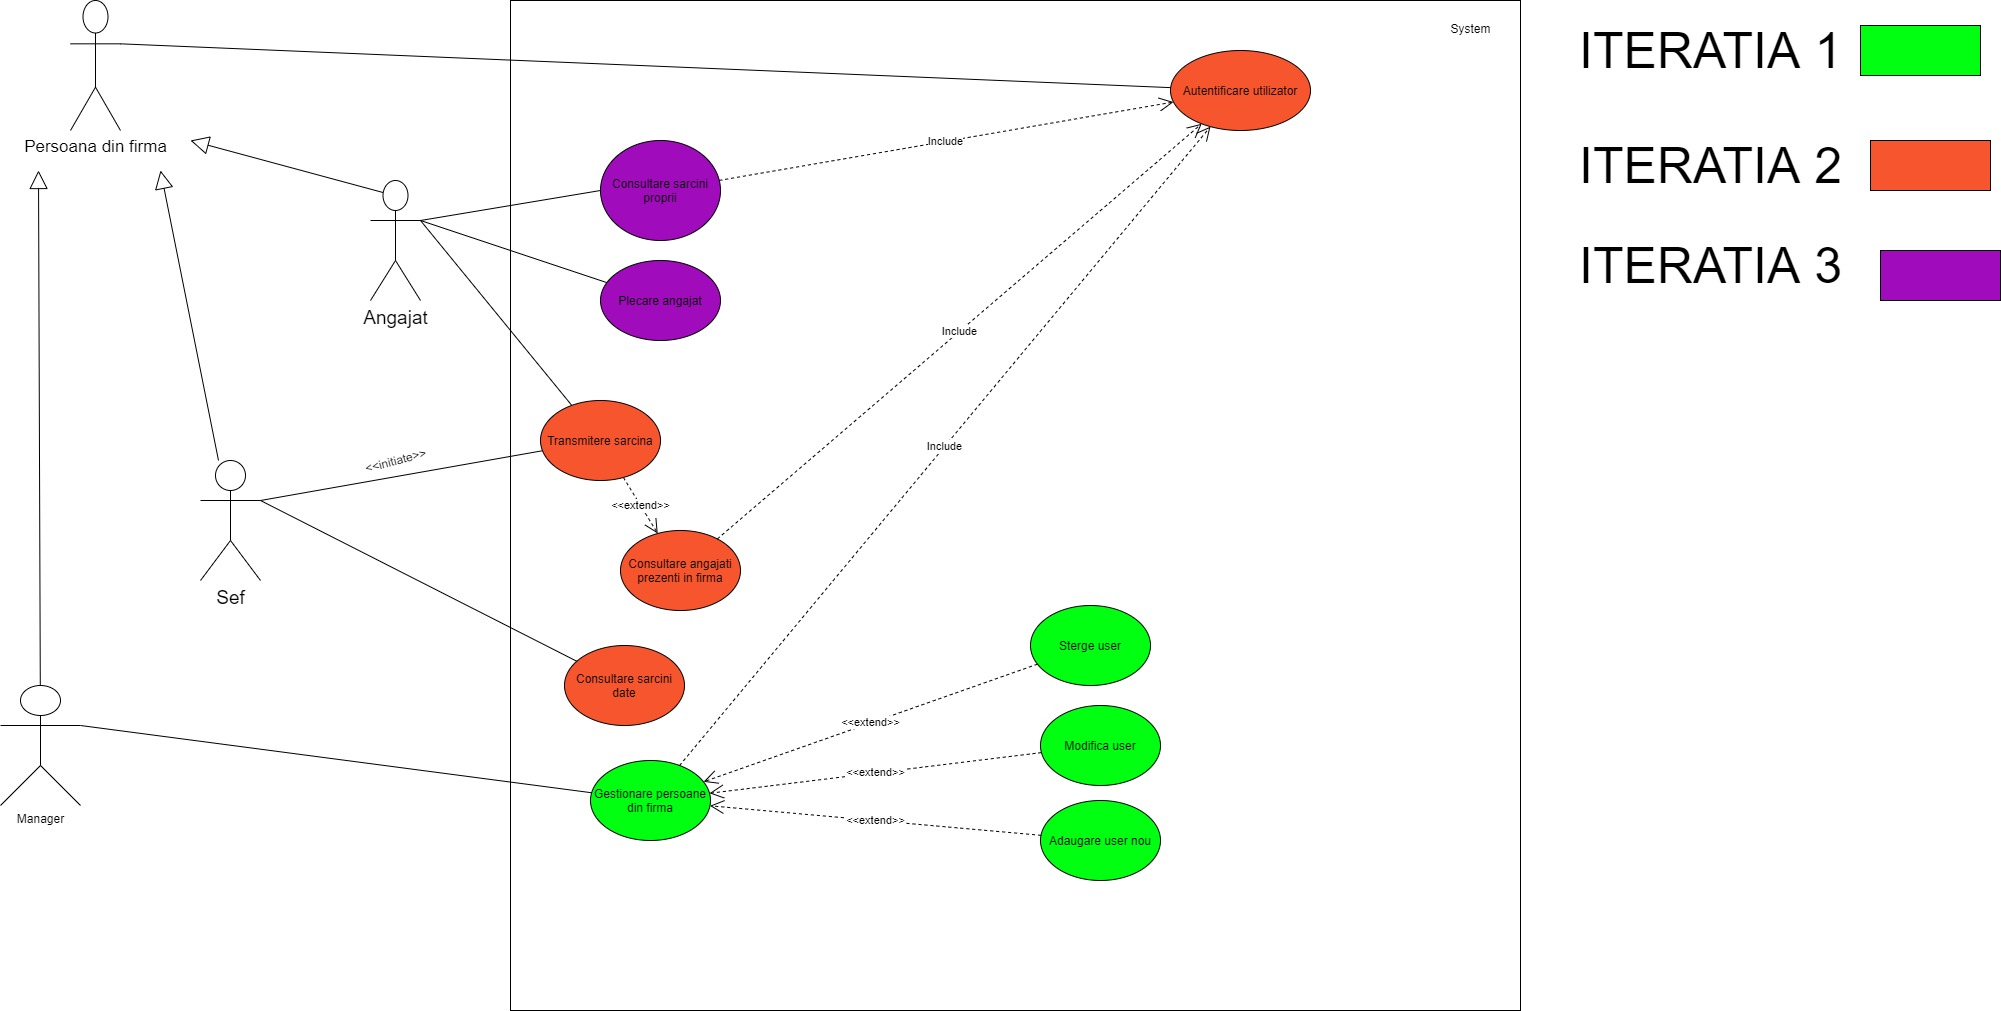 System
ITERATIA 1
ITERATIA 2
ITERATIA 3
Persoana din firma
Autentificare utilizator
Include
Consultare sarcini
proprii
Angajat
Plecare angajat
Include
Transmitere sarcina
Include
<<initiate>>
<<extend>>
Consultare angajati
prezenti in firma
Sef
Sterge user
Consultare sarcini
date
<<extend>>
Modifica user
<<extend>>
Gestionare persoane
din firma
Manager
<<extend>>
Adaugare user nou